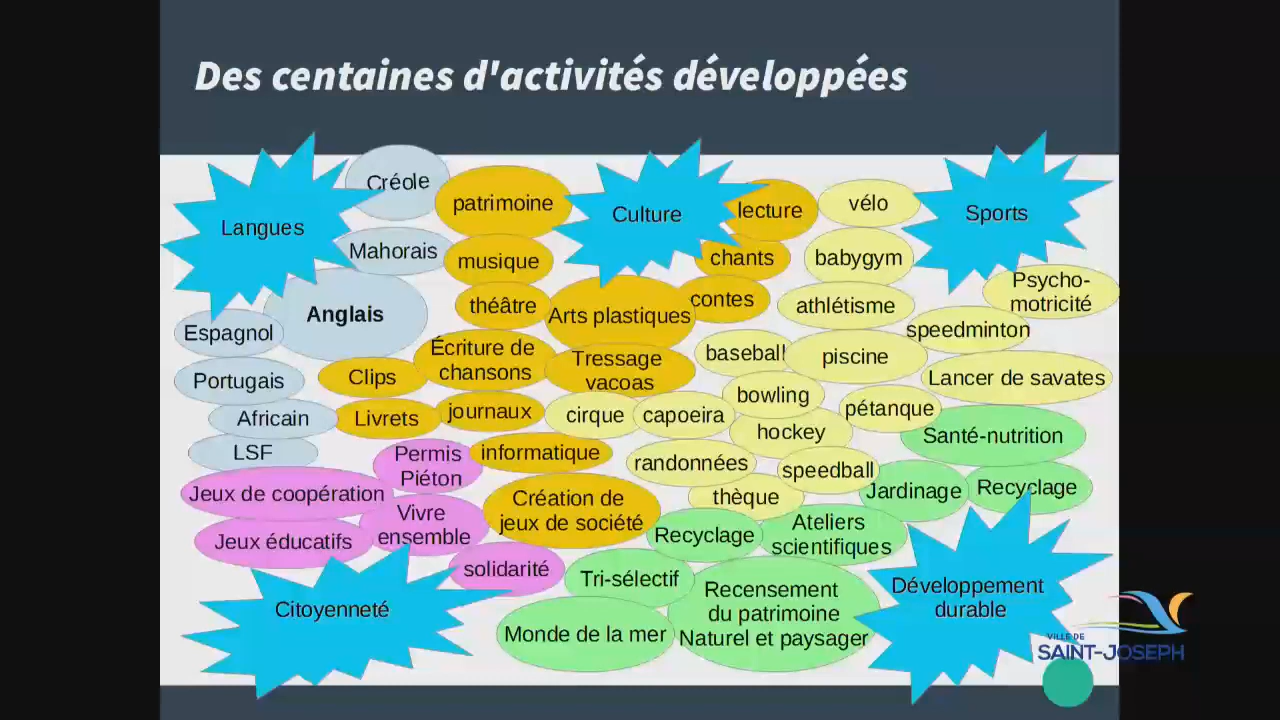 Des centaines d'activités développées
Langues
Créole
patrimoine
Culture
lecture
vélo
Sports
Mahorais
musique
chants
babygym
Psycho-
motricité
Anglais
théâtre
Arts plastiques
contes
athlétisme
speedminton
Espagnol
Écriture de
chansons
Tressage
vacoas
baseball
piscine
Portugais
Clips
bowling
Lancer de savates
Africain
Livrets
journaux
cirque
capoeira
hockey
pétanque
Santé-nutrition
LSF
Permis
Piéton
informatique
randonnées
speedball
Jeux de coopération
Vivre
ensemble
Création de
jeux de société
thèque
Jardinage
Recyclage
Jeux éducatifs
Recyclage
Ateliers
scientifiques
solidarité
Tri-sélectif
Recensement
du patrimoine
Naturel et paysager
Développement
durable
Citoyenneté
Monde de la mer
VILLE DE
SAINT-JOSEPH